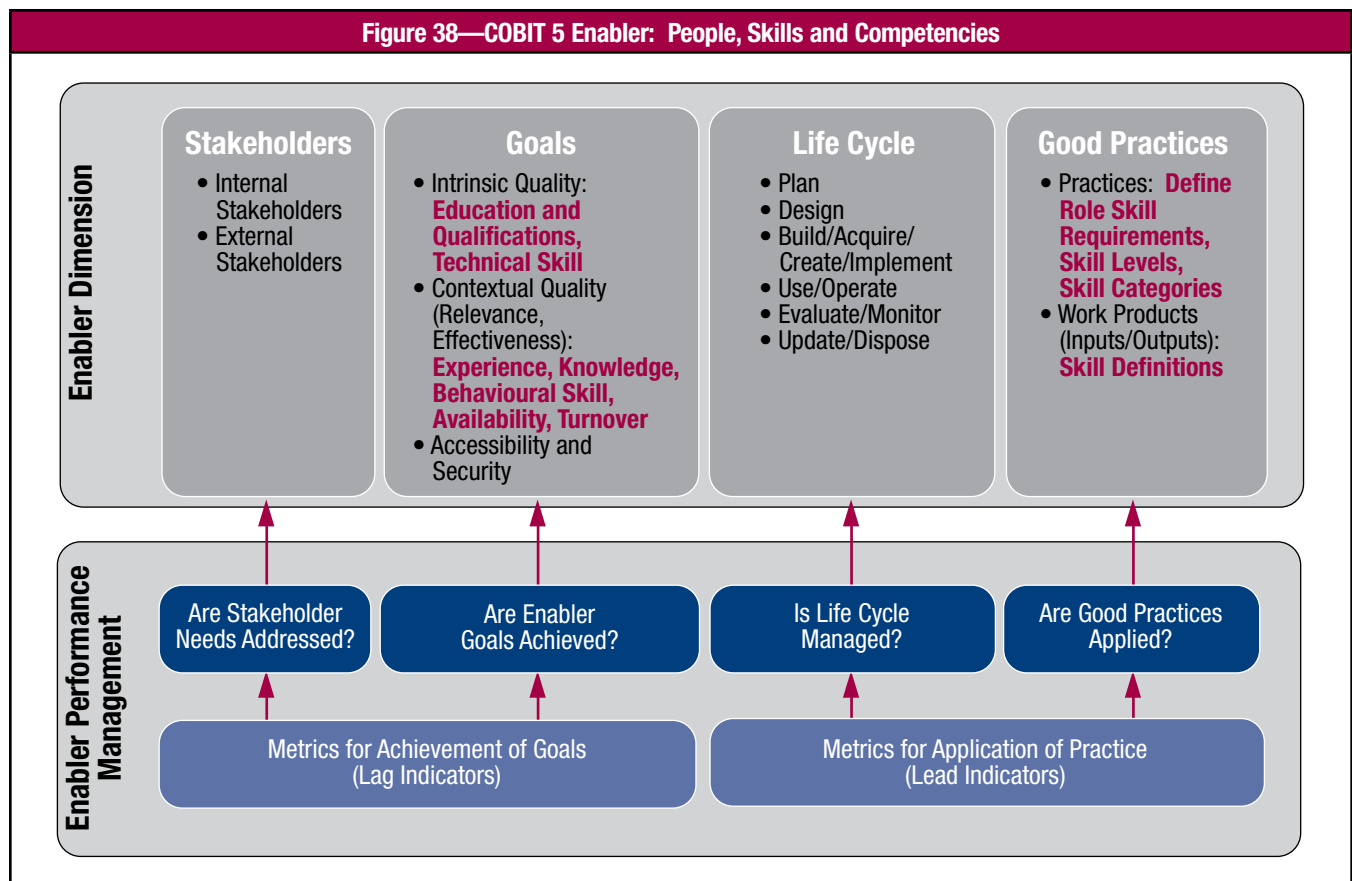 Figure 38—COBIT 5 Enabler: People, Skills and Competencies
Enabler Dimension
Stakeholders
• Internal
Stakeholders
• External
Stakeholders
Goals
• Intrinsic Quality:
Education and
Qualifications,
Technical Skill
• Contextual Quality
(Relevance,
Effectiveness):
Experience, Knowledge,
Behavioural Skill,
Availability, Turnover
• Accessibility and
Security
Life Cycle
• Plan
• Design
• Build/Acquire/
Create/Implement
• Use/Operate
• Evaluate/Monitor
• Update/Dispose
Good Practices
• Practices: Define
Role Skill
Requirements,
Skill Levels,
Skill Categories
• Work Products
(Inputs/Outputs):
Skill Definitions
Enabler Performance
Management
Are Stakeholder
Needs Addressed?
Are Enabler
Goals Achieved?
Is Life Cycle
Managed?
Are Good Practices
Applied?
Metrics for Achievement of Goals
(Lag Indicators)
Metrics for Application of Practice
(Lead Indicators)